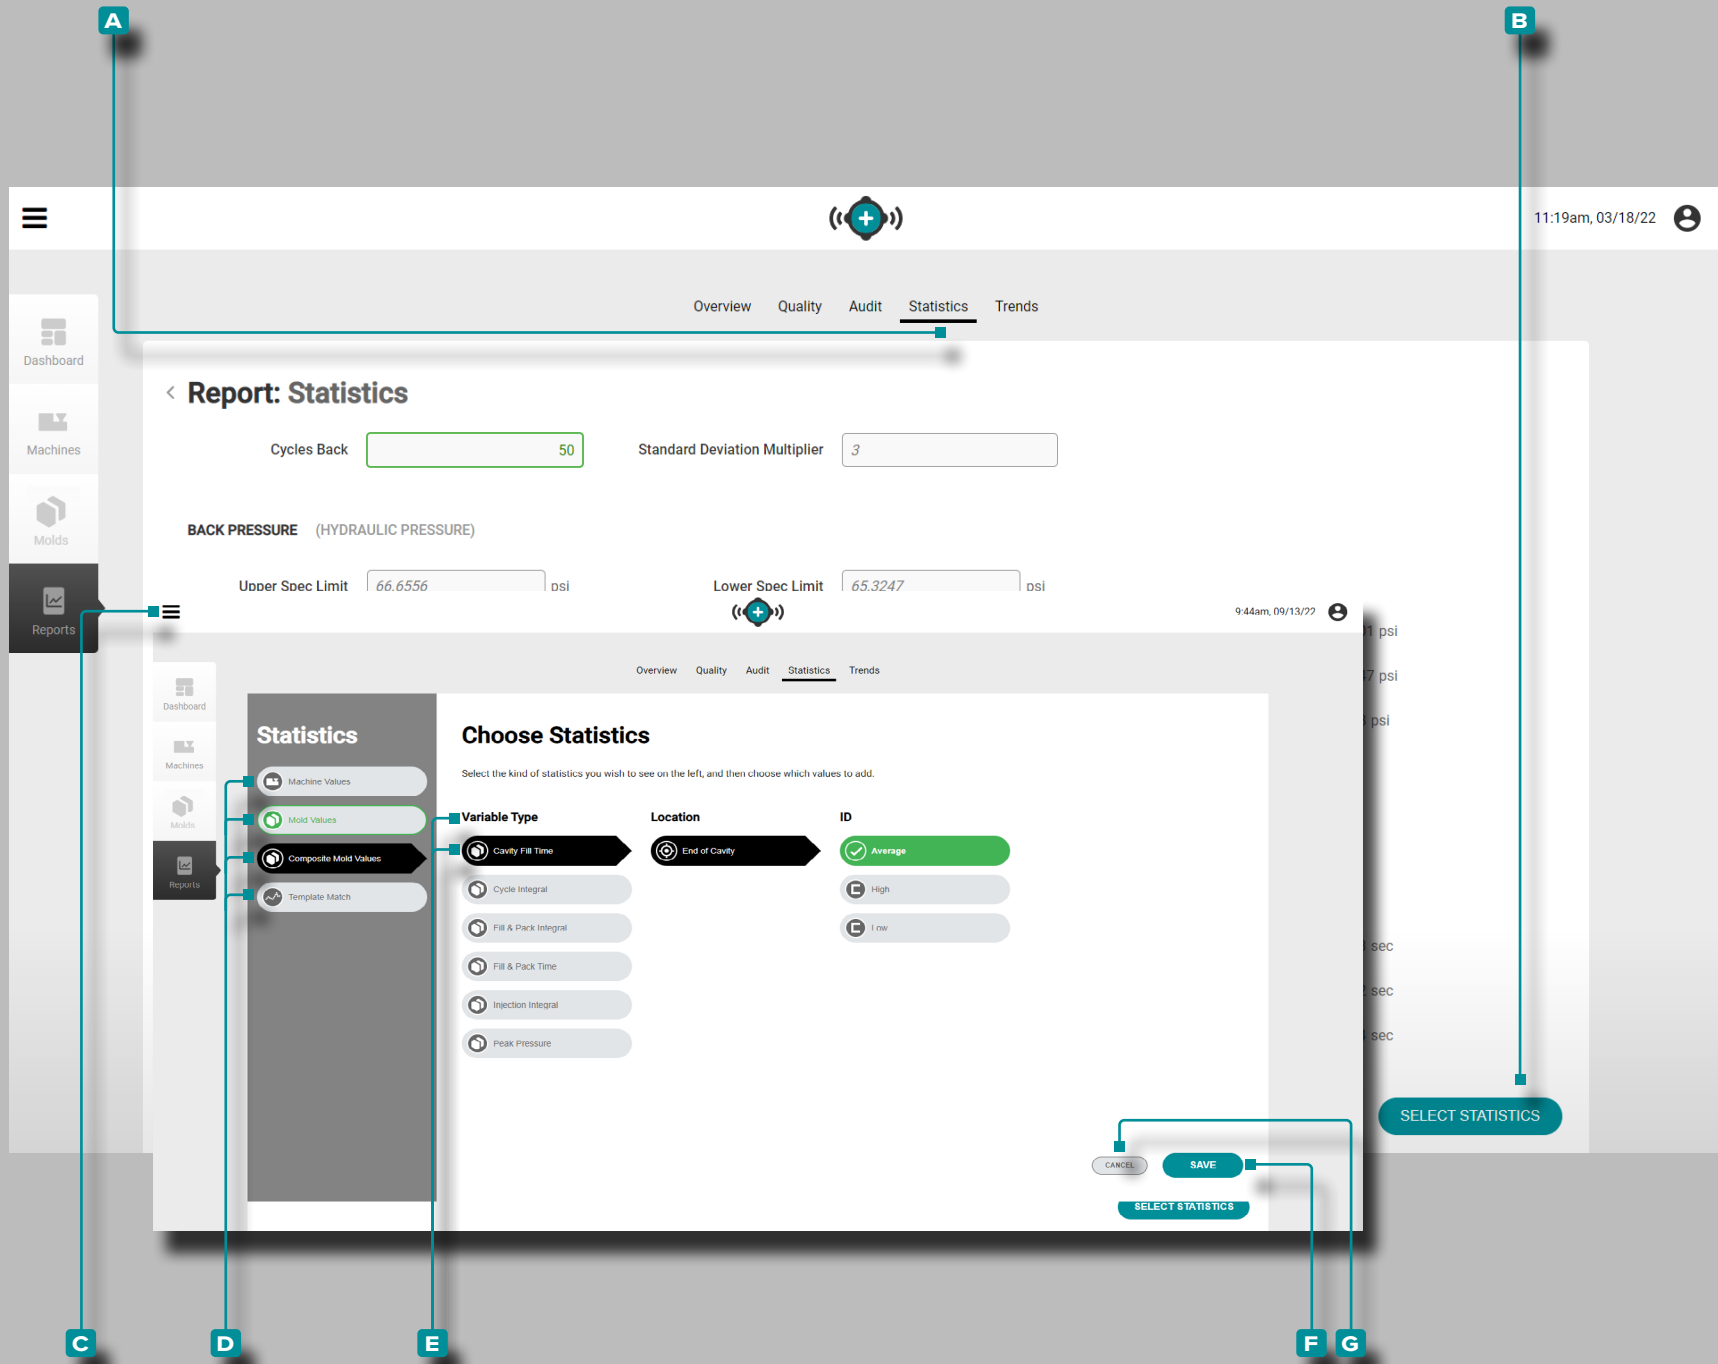 A
B
11:19am, 03/18/22
Overview Quality Audit Statistics Trends
Dashboard
Machines
Molds
Reports
Report: Statistics
Cycles Back 50 Standard Deviation Multiplier 3
BACK PRESSURE (HYDRAULIC PRESSURE)
Upper Spec Limit 66.6556 psi Lower Spec Limit 65.3247 psi
psi
psi
psi
sec
sec
sec
SELECT STATISTICS
9:44am, 09/13/22
Overview Quality Audit Statistics Trends
Dashboard
Machines
Molds
Reports
Statistics
Machine Values
Mold Values
Composite Mold Values
Template Match
Choose Statistics
Select the kind of statistics you wish to see on the left, and then choose which values to add.
Variable Type Location ID
Cavity Fill Time End of Cavity Average
Cycle Integral High
Fill & Pack Integral Low
Fill & Pack Time
Injection Integral
Peak Pressure
CANCEL SAVE
SELECT STATISTICS
C D E F G